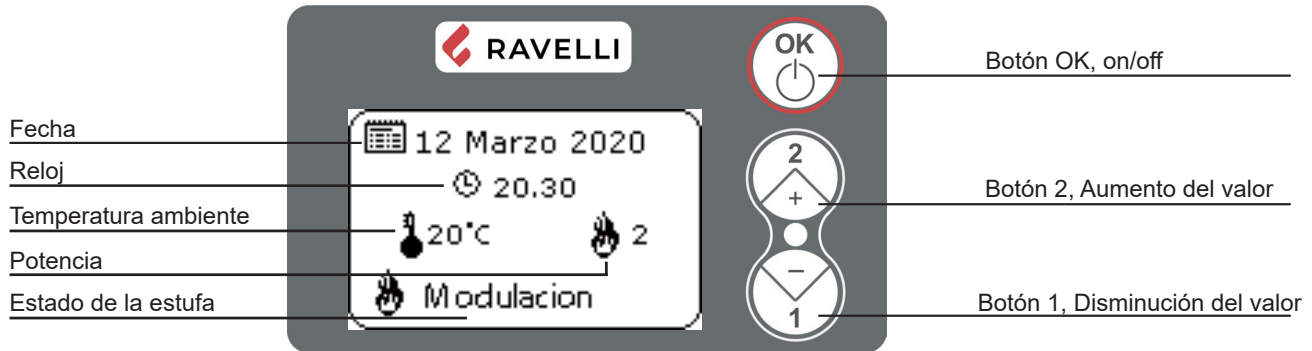 RAVELLI
OK
Botón OK, on/off
Fecha
12 Marzo 2020
Reloj
20.30
2
+
Botón 2, Aumento del valor
Temperatura ambiente
20°C
2
Potencia
Estado de la estufa
Modulacion
−
1
Botón 1, Disminución del valor